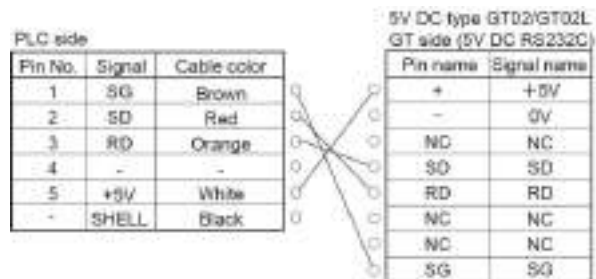 5V DC type GT02/GT02L
PLC side GT side (5V DC RS232C)
Pin No. Signal Cable color Pin name Signal name
1 SG Brown + +5V
2 SD Red - 0V
3 RD Orange NC NC
4 - - SD SD
5 +5V White RD RD
- SHELL Black NC NC
NC NC
SG SG